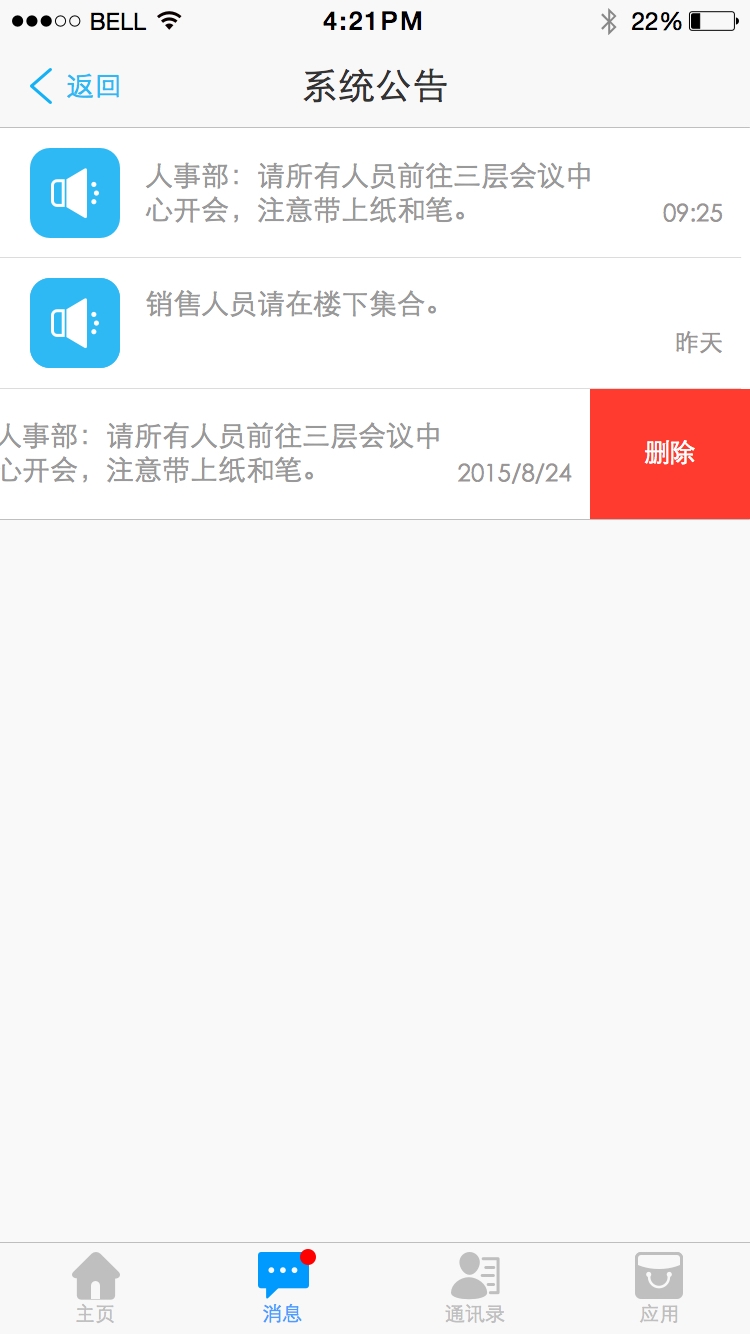 BELL 4:21PM 22%
返回 系统公告
人事部：请所有人员前往三层会议中
心开会，注意带上纸和笔。 09:25
销售人员请在楼下集合。
昨天
人事部：请所有人员前往三层会议中
心开会，注意带上纸和笔。 2015/8/24
删除
主页 消息 通讯录 应用